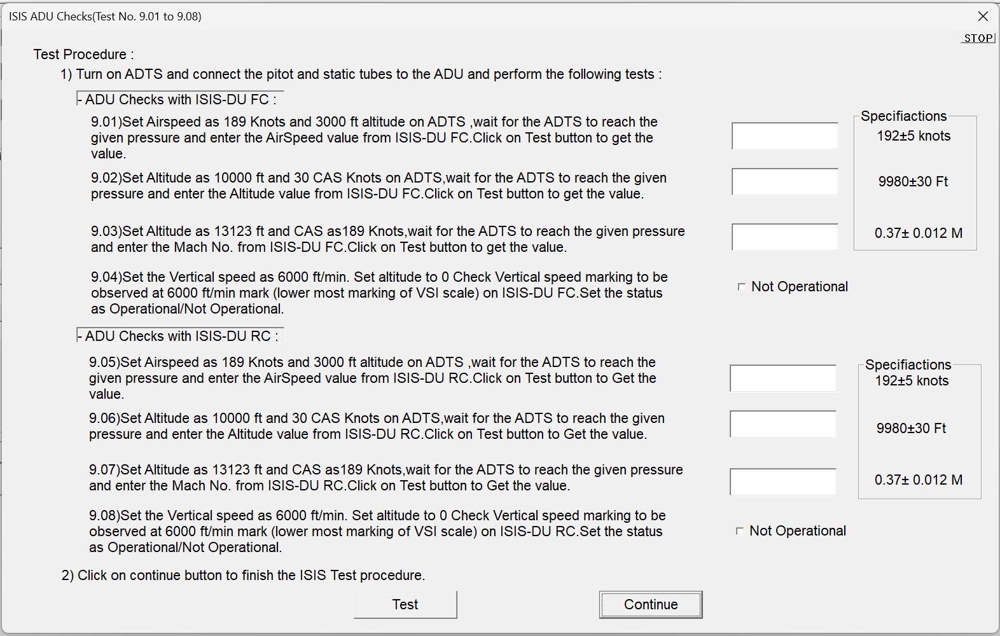 ISIS ADU Checks(Test No. 9.01 to 9.08)
STOP
Test Procedure :
1) Turn on ADTS and connect the pitot and static tubes to the ADU and perform the following tests :
- ADU Checks with ISIS-DU FC :
9.01)Set Airspeed as 189 Knots and 3000 ft altitude on ADTS ,wait for the ADTS to reach the
given pressure and enter the AirSpeed value from ISIS-DU FC.Click on Test button to get the
value.
Specifiactions
192±5 knots
9.02)Set Altitude as 10000 ft and 30 CAS Knots on ADTS,wait for the ADTS to reach the given
pressure and enter the Altitude value from ISIS-DU FC.Click on Test button to get the value.
9980±30 Ft
9.03)Set Altitude as 13123 ft and CAS as189 Knots,wait for the ADTS to reach the given pressure
and enter the Mach No. from ISIS-DU FC.Click on Test button to get the value.
0.37± 0.012 M
9.04)Set the Vertical speed as 6000 ft/min. Set altitude to 0 Check Vertical speed marking to be
observed at 6000 ft/min mark (lower most marking of VSI scale) on ISIS-DU FC.Set the status
as Operational/Not Operational.
Not Operational
- ADU Checks with ISIS-DU RC :
9.05)Set Airspeed as 189 Knots and 3000 ft altitude on ADTS ,wait for the ADTS to reach the
given pressure and enter the AirSpeed value from ISIS-DU RC.Click on Test button to Get the
value.
Specifiactions
192±5 knots
9.06)Set Altitude as 10000 ft and 30 CAS Knots on ADTS,wait for the ADTS to reach the given
pressure and enter the Altitude value from ISIS-DU RC.Click on Test button to Get the value.
9980±30 Ft
9.07)Set Altitude as 13123 ft and CAS as189 Knots,wait for the ADTS to reach the given pressure
and enter the Mach No. from ISIS-DU RC.Click on Test button to Get the value.
0.37± 0.012 M
9.08)Set the Vertical speed as 6000 ft/min. Set altitude to 0 Check Vertical speed marking to be
observed at 6000 ft/min mark (lower most marking of VSI scale) on ISIS-DU RC.Set the status
as Operational/Not Operational.
Not Operational
2) Click on continue button to finish the ISIS Test procedure.
Test
Continue